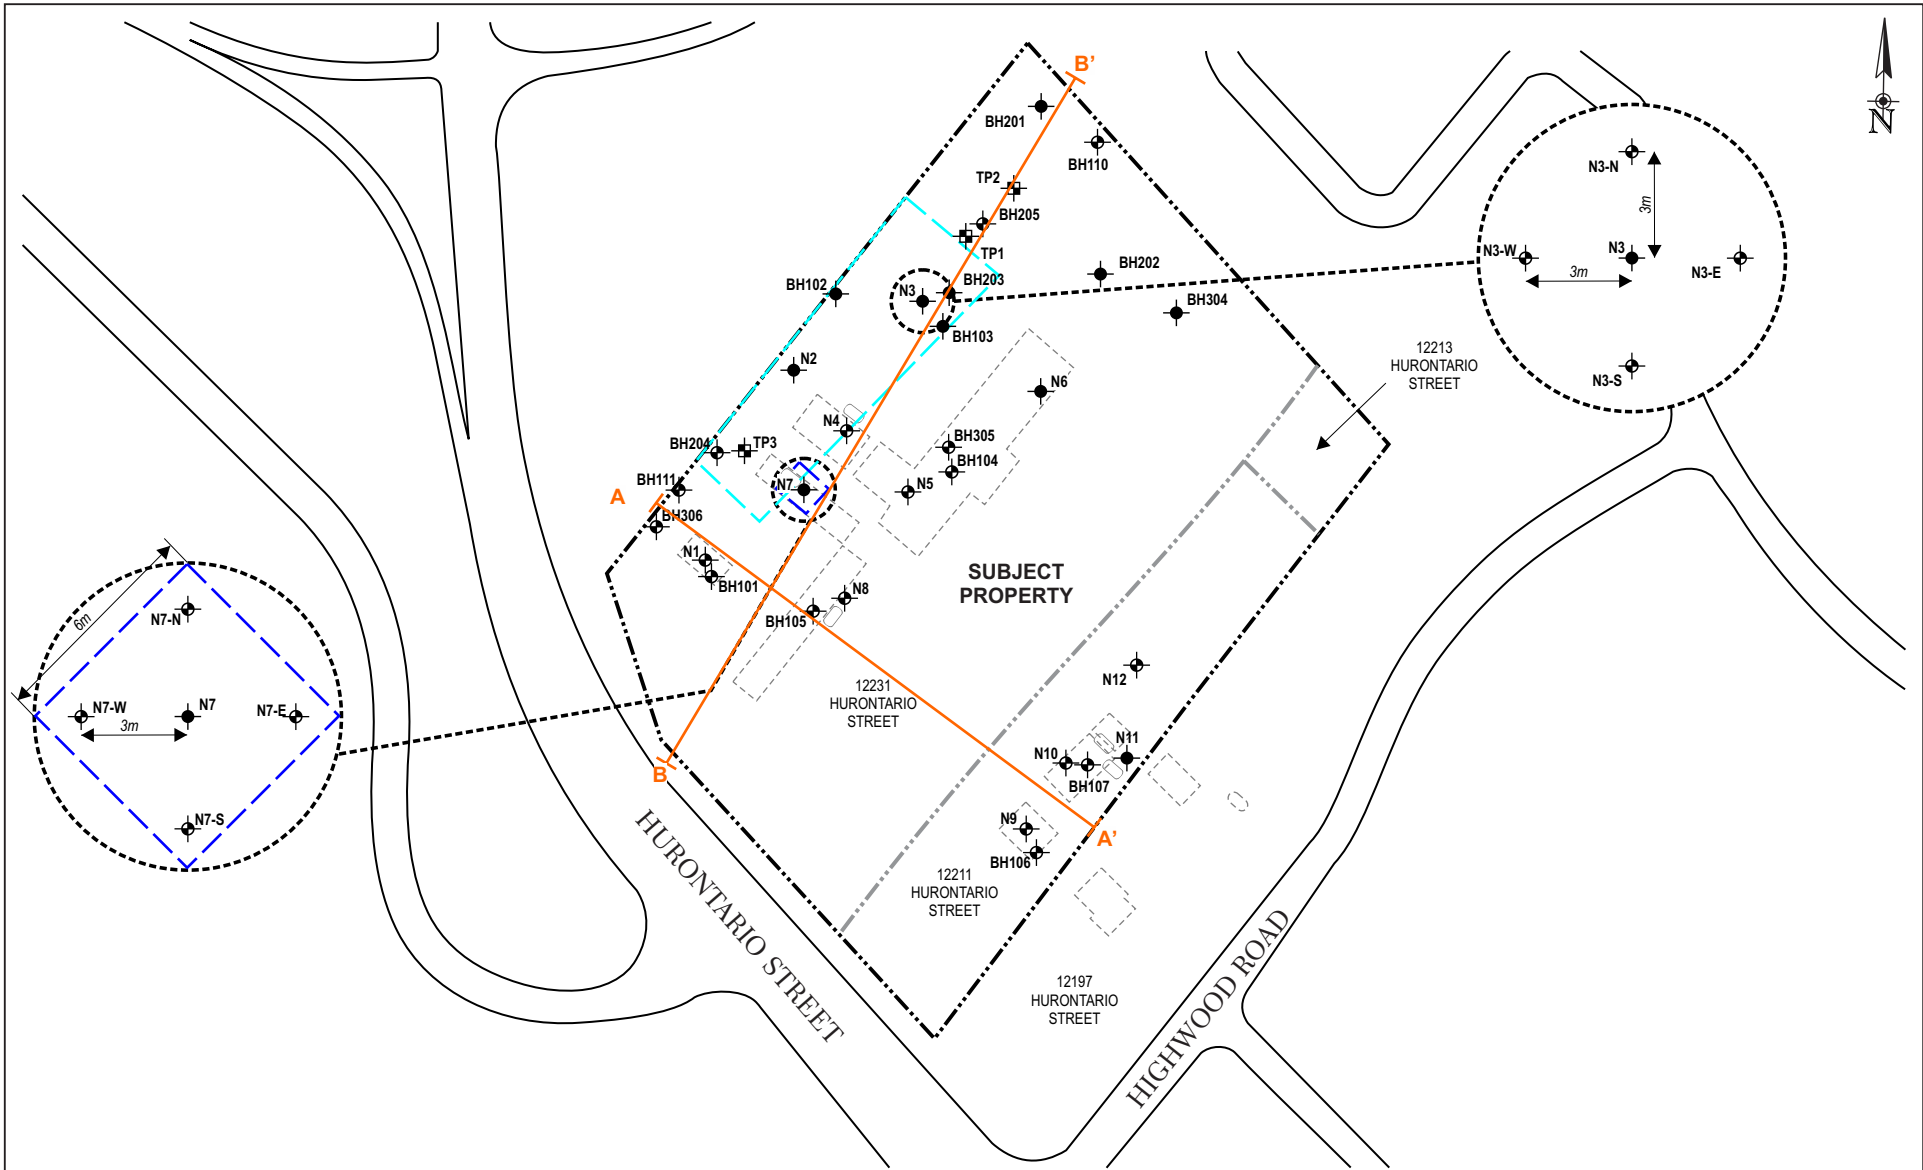 B'
BH201
BH110
N
TP2
BH205
TP1
BH202
BH203
BH102
N3
BH304
BH103
N2
N6
N4
BH204
TP3
BH305
BH104
N7
N5
BH111
A
BH306
N1
BH101
N8
BH105
SUBJECT
PROPERTY
12213
HURONTARIO
STREET
N3-N
3m
N3-W
N3
N3-E
3m
N3-S
6m
N7-N
N7-W
N7
N7-E
3m
N7-S
N12
12231
HURONTARIO
STREET
B
N10
N11
BH107
N9
A'
BH106
12211
HURONTARIO
STREET
12197
HURONTARIO
STREET
HURONTARIO STREET
HIGHWOOD ROAD